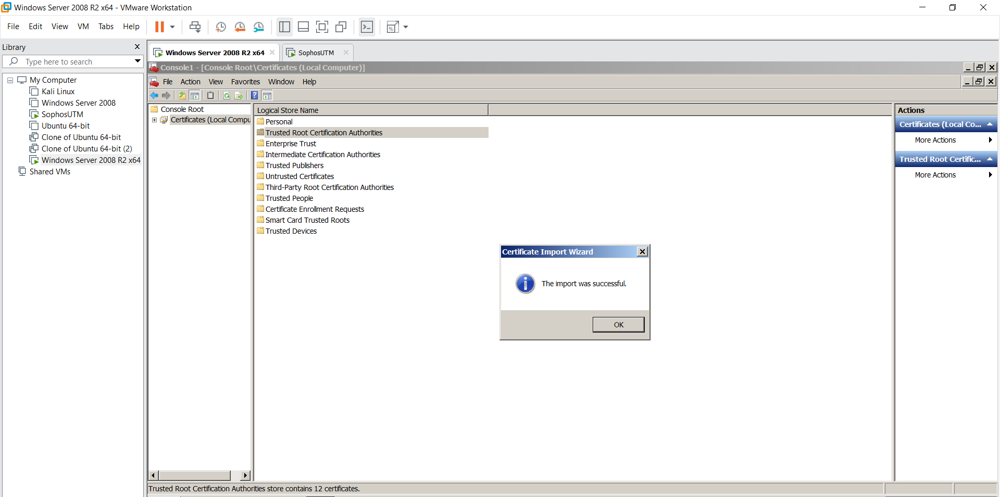 Windows Server 2008 R2 x64 - VMware Workstation
File Edit View VM Tabs Help
Library
Type here to search
My Computer
Kali Linux
Windows Server 2008
SophosUTM
Ubuntu 64-bit
Clone of Ubuntu 64-bit
Clone of Ubuntu 64-bit (2)
Windows Server 2008 R2 x64
Shared VMs
Windows Server 2008 R2 x64
SophosUTM
Console1 - [Console Root\Certificates (Local Computer)]
File Action View Favorites Window Help
Console Root
Certificates (Local Compu
Logical Store Name
Personal
Trusted Root Certification Authorities
Enterprise Trust
Intermediate Certification Authorities
Trusted Publishers
Untrusted Certificates
Third-Party Root Certification Authorities
Trusted People
Certificate Enrollment Requests
Smart Card Trusted Roots
Trusted Devices
Certificate Import Wizard
The import was successful.
OK
Actions
Certificates (Local Co...
More Actions
Trusted Root Certific...
More Actions
Trusted Root Certification Authorities store contains 12 certificates.